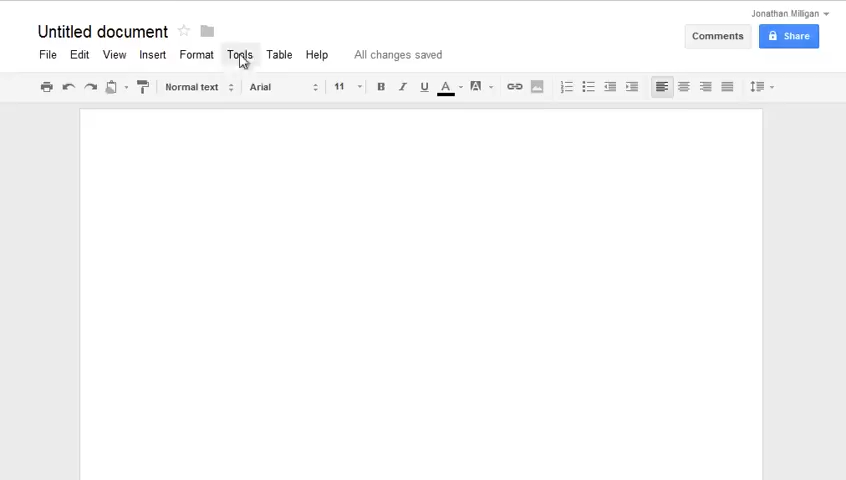 Jonathan Milligan
Untitled document
Comments
Share
File Edit View Insert Format Tools Table Help All changes saved
Normal text Arial 11 B I U A A